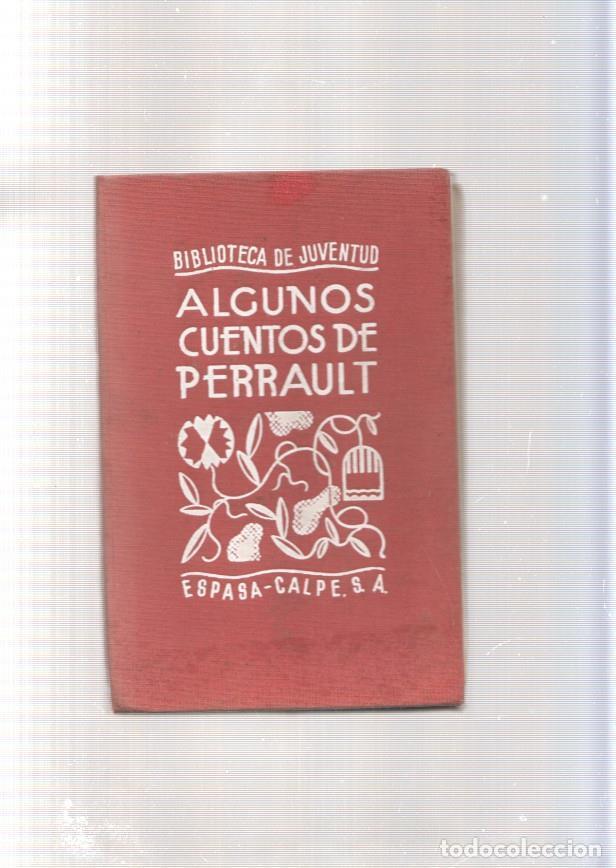 BIBLIOTECA DE JUVENTUD
ALGUNOS
CUENTOS DE
PERRAULT
ESPASA-CALPE. S. A.
todocoleccion